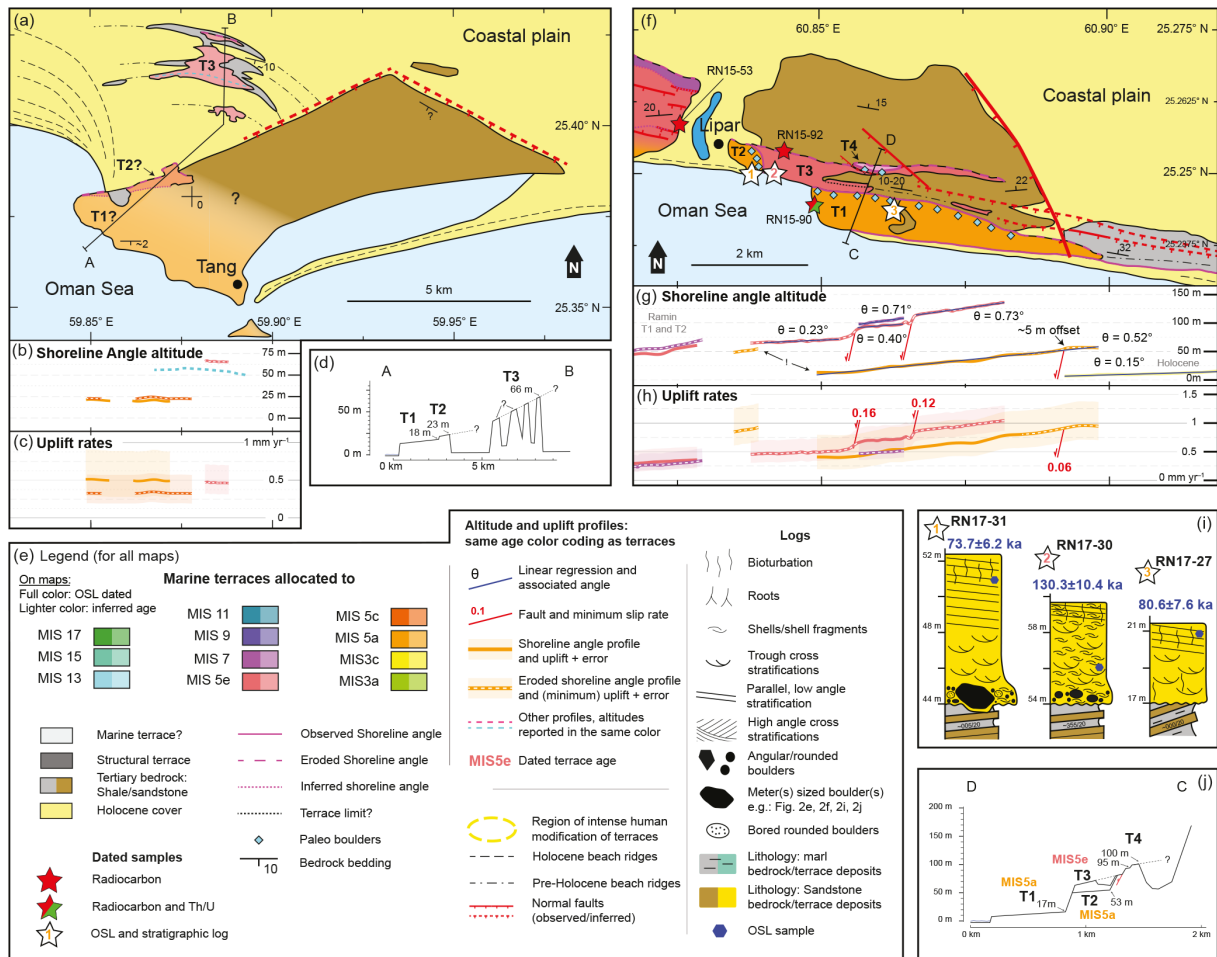 (a)
B
Coastal plain
~10
T3
?
25.40° N
T2?
0
?
T1?
~2
A
Tang
Oman Sea
N
5 km
25.35° N
59.85° E
59.90° E
59.95° E
(b) Shoreline Angle altitude
75 m
50 m
25 m
0 m
(c) Uplift rates
1 mm yr⁻¹
0.5
0
(d)
A
B
T3
66 m
?
?
50 m
T1
T2
18 m
23 m
?
0 m
0 km
5 km
(f)
60.85° E
60.90° E
25.275° N
RN15-53
Coastal plain
20
15
25.2625° N
Lipar
RN15-92
T4
D
T2
T3
1
2
10-20
22
25.25° N
Oman Sea
RN15-90
T1
3
N
2 km
C
32
25.2375° N
(g) Shoreline angle altitude
150 m
Ramin
T1 and T2
θ = 0.71°
θ = 0.73°
100 m
θ = 0.23°
θ = 0.40°
~5 m offset
θ = 0.52°
50 m
θ = 0.15°
Holocene
0m
(h) Uplift rates
1.5
0.16
0.12
1
0.5
0.06
0 mm yr⁻¹
(e) Legend (for all maps)
On maps:
Full color: OSL dated
Lighter color: inferred age
Marine terraces allocated to
MIS 17
MIS 15
MIS 13
MIS 11
MIS 9
MIS 7
MIS 5e
MIS 5c
MIS 5a
MIS3c
MIS3a
Marine terrace?
Structural terrace
Tertiary bedrock:
Shale/sandstone
Holocene cover
Observed Shoreline angle
Eroded Shoreline angle
Inferred shoreline angle
Terrace limit?
Paleo boulders
10
Bedrock bedding
Dated samples
Radiocarbon
Radiocarbon and Th/U
1
OSL and stratigraphic log
Altitude and uplift profiles:
same age color coding as terraces
θ
Linear regression and
associated angle
0.1
Fault and minimum slip rate
Shoreline angle profile
and uplift + error
Eroded shoreline angle profile
and (minimum) uplift + error
Other profiles, altitudes
reported in the same color
MIS5e
Dated terrace age
Region of intense human
modification of terraces
Holocene beach ridges
Pre-Holocene beach ridges
Normal faults
(observed/inferred)
Logs
Bioturbation
Roots
Shells/shell fragments
Trough cross
stratifications
Parallel, low angle
stratification
High angle cross
stratifications
Angular/rounded
boulders
Meter(s) sized boulder(s)
e.g.: Fig. 2e, 2f, 2i, 2j
Bored rounded boulders
Lithology: marl
bedrock/terrace deposits
Lithology: Sandstone
bedrock/terrace deposits
OSL sample
(i)
1
RN17-31
73.7±6.2 ka
52 m
48 m
44 m
~005/20
2
RN17-30
130.3±10.4 ka
58 m
54 m
~355/20
3
RN17-27
80.6±7.6 ka
21 m
17 m
~000/20
(j)
D
C
200 m
150 m
T4
100 m
100 m
MIS5e
95 m
?
T3
MIS5a
50 m
T1
17m
T2
53 m
MIS5a
0 m
0 km
1 km
2 km